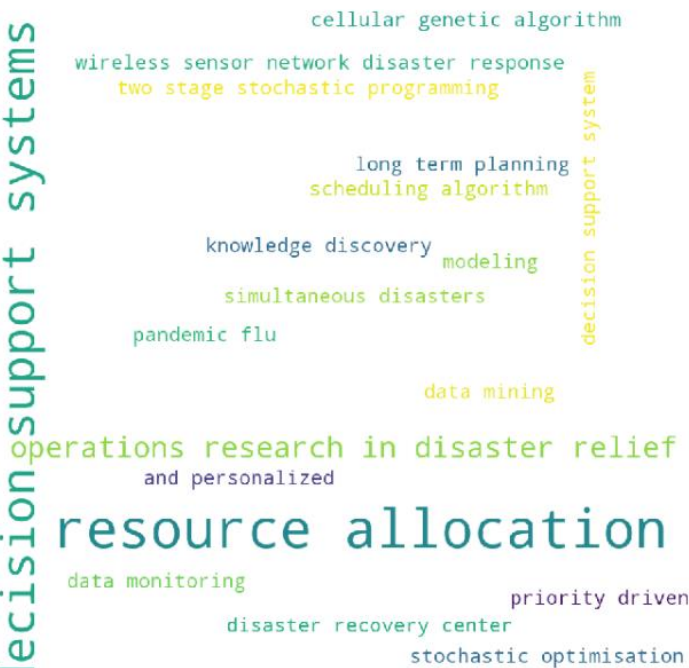 cellular genetic algorithm
wireless sensor network disaster response
two stage stochastic programming
decision support system
long term planning
scheduling algorithm
knowledge discovery
modeling
simultaneous disasters
pandemic flu
data mining
ecision support systems
operations research in disaster relief
and personalized
resource allocation
data monitoring
priority driven
disaster recovery center
stochastic optimisation